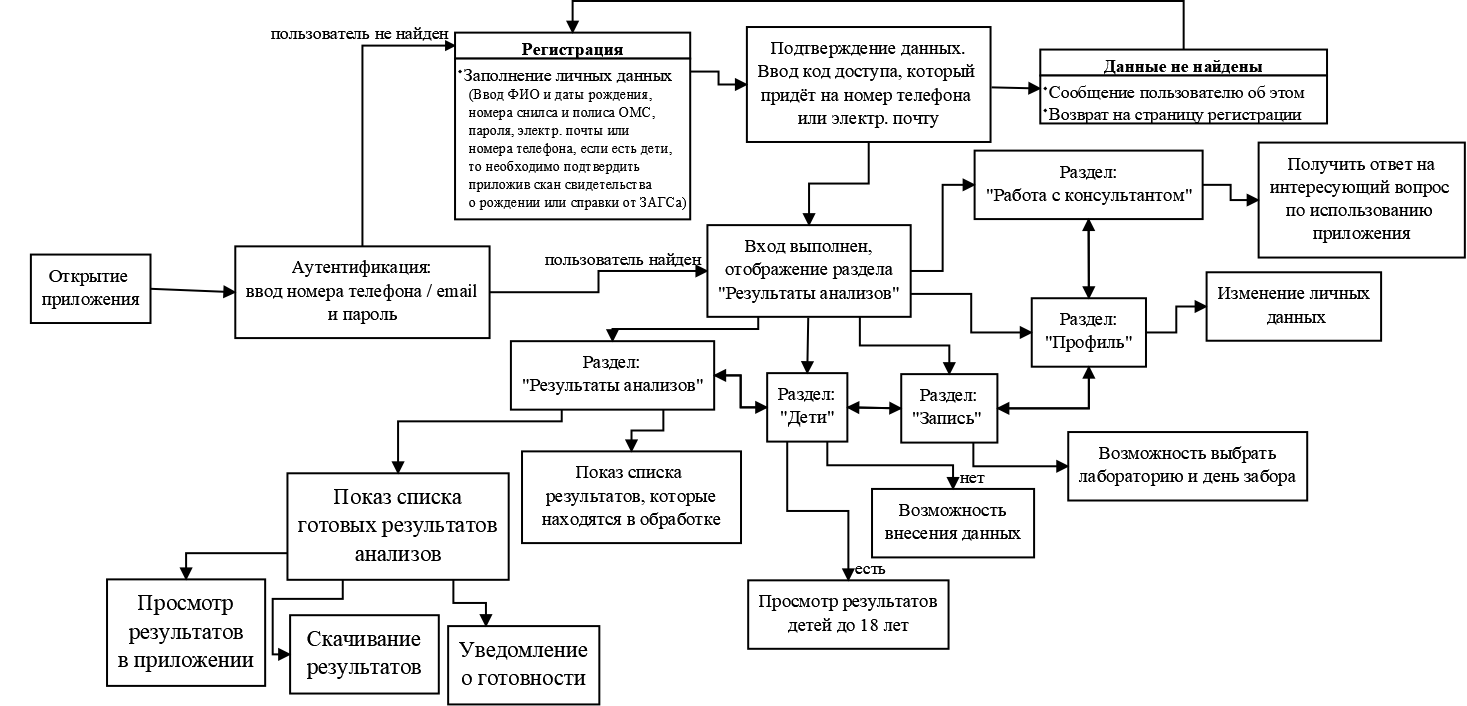 пользователь не найден
Регистрация
·Заполнение личных данных
(Ввод ФИО и даты рождения,
номера снилса и полиса ОМС,
пароля, электр. почты или
номера телефона, если есть дети,
то необходимо подтвердить
приложив скан свидетельства
о рождении или справки от ЗАГСа)
Подтверждение данных.
Ввод код доступа, который
придёт на номер телефона
или электр. почту
Данные не найдены
·Сообщение пользователю об этом
·Возврат на страницу регистрации
Раздел:
"Работа с консультантом"
Получить ответ на
интересующий вопрос
по использованию
приложения
Открытие
приложения
Аутентификация:
ввод номера телефона / email
и пароль
пользователь найден
Вход выполнен,
отображение раздела
"Результаты анализов"
Раздел:
"Профиль"
Изменение личных
данных
Раздел:
"Результаты анализов"
Раздел:
"Дети"
Раздел:
"Запись"
Возможность выбрать
лабораторию и день забора
Показ списка
готовых результатов
анализов
Показ списка
результатов, которые
находятся в обработке
нет
Возможность
внесения данных
есть
Просмотр результатов
детей до 18 лет
Просмотр
результатов
в приложении
Скачивание
результатов
Уведомление
о готовности